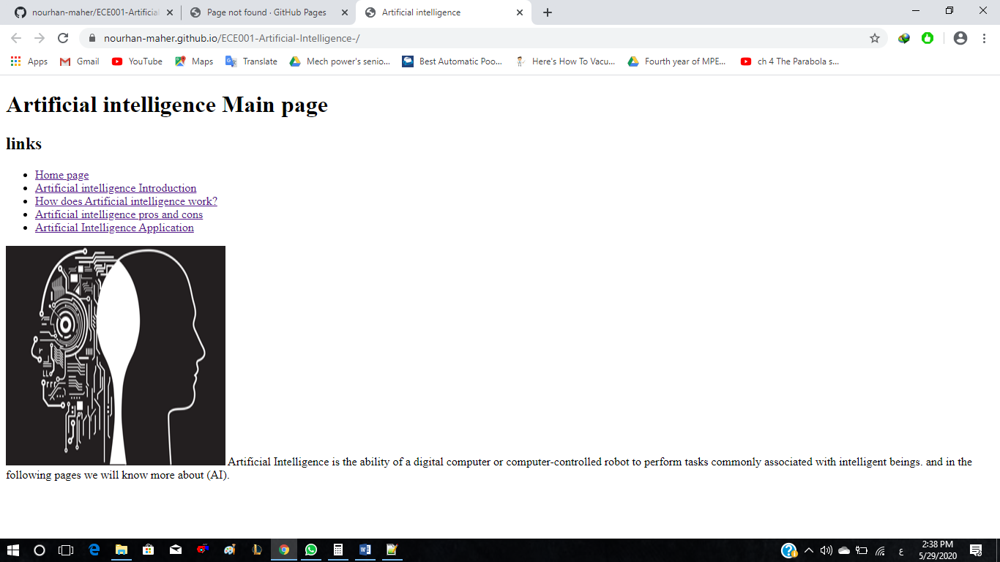 nourhan-maher/ECE001-Artificial
Page not found · GitHub Pages
Artificial intelligence
nourhan-maher.github.io/ECE001-Artificial-Intelligence-/
Apps
Gmail
YouTube
Maps
Translate
Mech power's senio...
Best Automatic Poo...
Here's How To Vacu...
Fourth year of MPE...
ch 4 The Parabola s...
Artificial intelligence Main page
links
Home page
Artificial intelligence Introduction
How does Artificial intelligence work?
Artificial intelligence pros and cons
Artificial Intelligence Application
Artificial Intelligence is the ability of a digital computer or computer-controlled robot to perform tasks commonly associated with intelligent beings. and in the
following pages we will know more about (AI).
ع
2:38 PM
5/29/2020